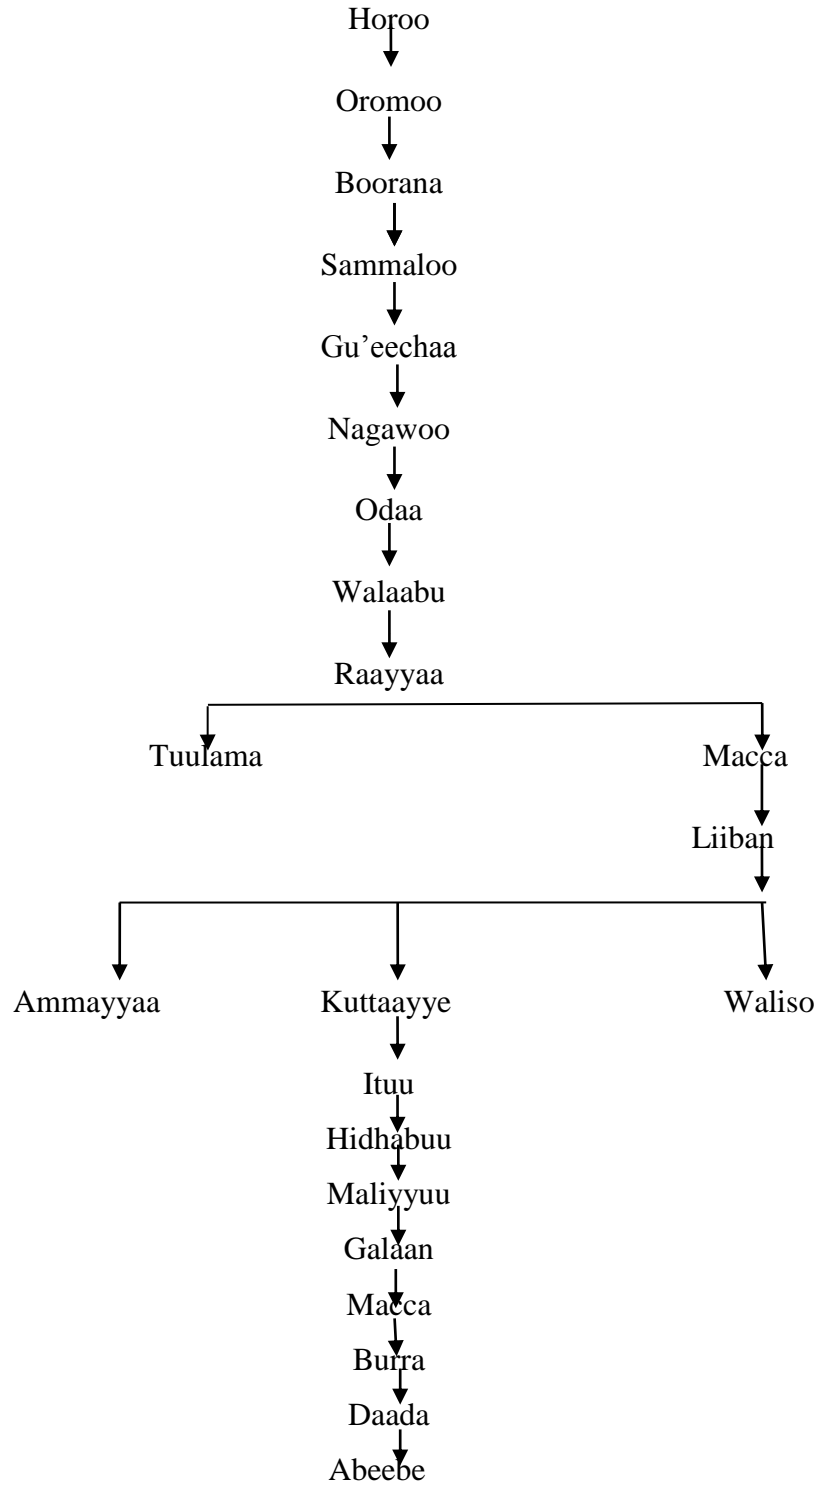 Horoo
Oromoo
Boorana
Sammaloo
Gu’eechaa
Nagawoo
Odaa
Walaabu
Raayyaa
Tuulama Macca
Liiban
Ammayyaa Kuttaayye Waliso
Ituu
Hidhabuu
Maliyyuu
Galaan
Macca
Burra
Daada
Abeebe